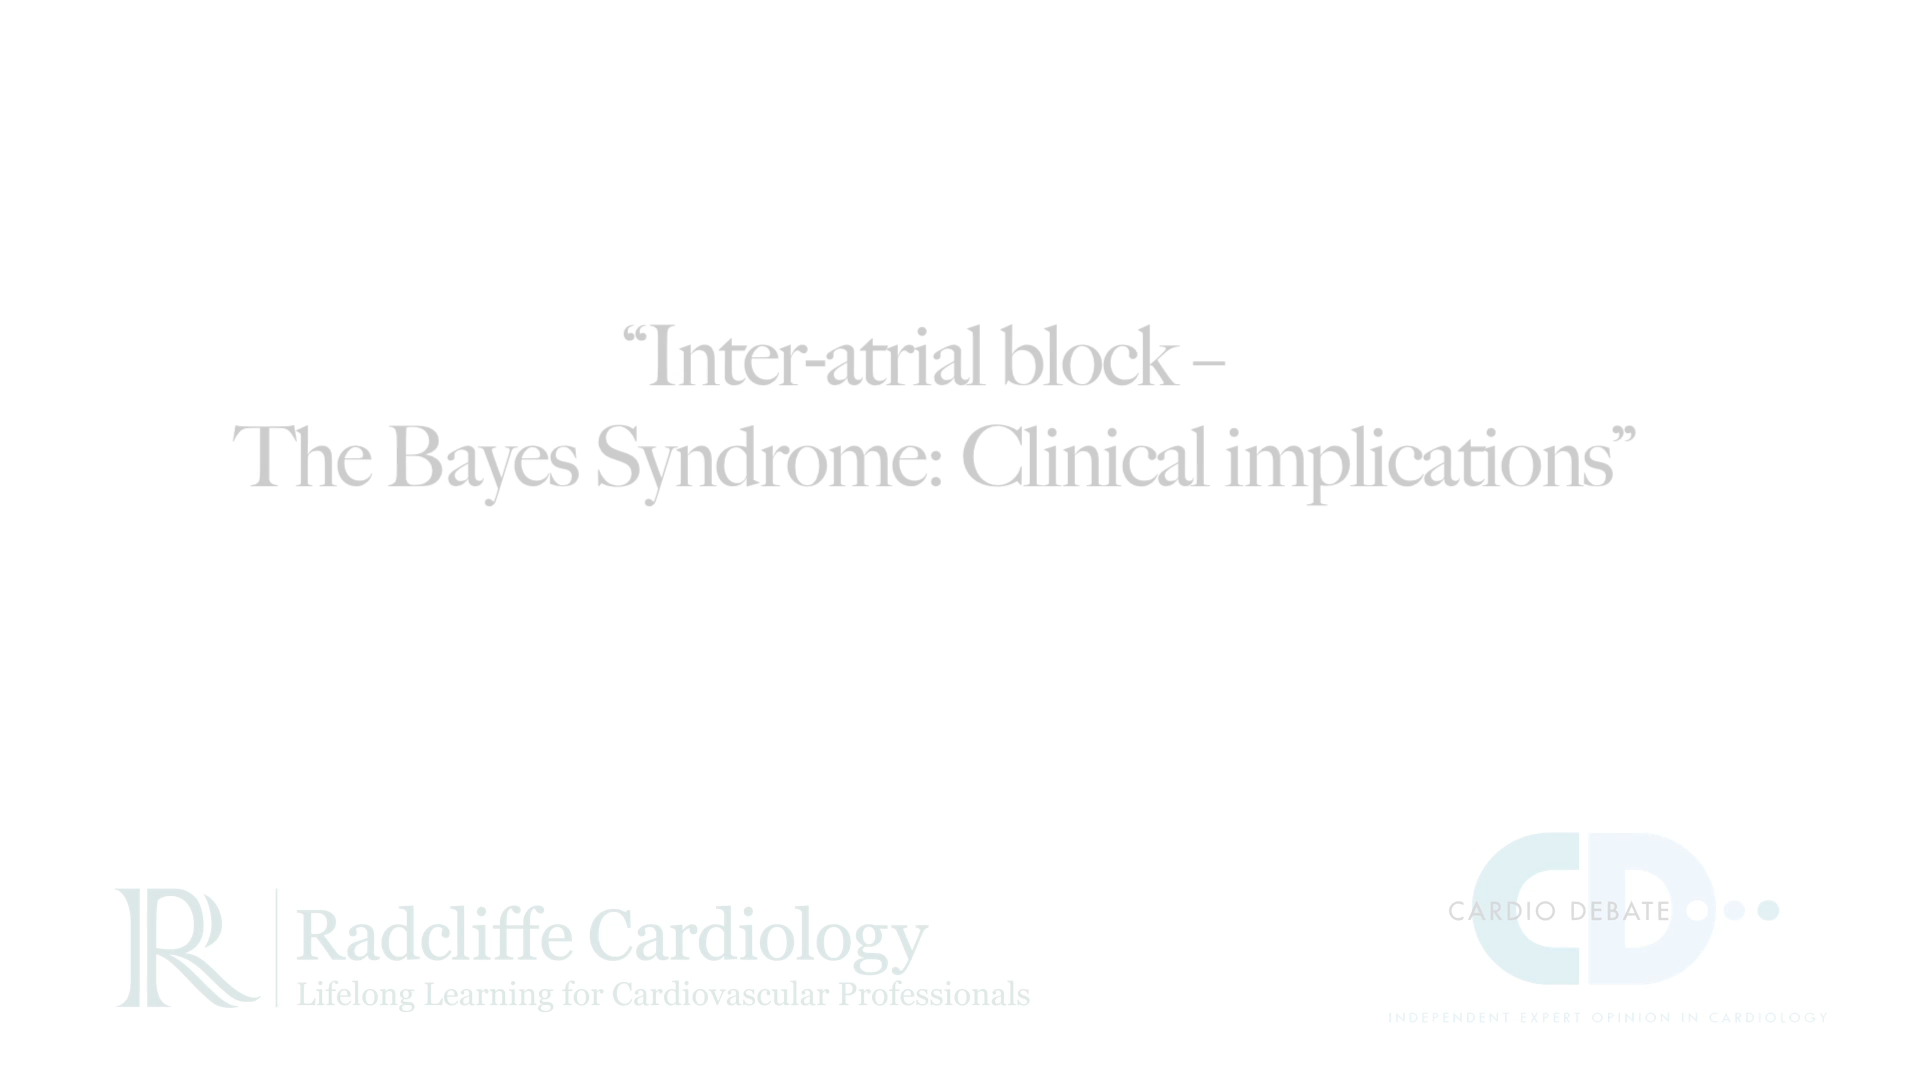 “Inter-atrial block –
The Bayes Syndrome: Clinical implications”
R
Radcliffe Cardiology
Lifelong Learning for Cardiovascular Professionals
CD
CARDIO DEBATE
INDEPENDENT EXPERT OPINION IN CARDIOLOGY